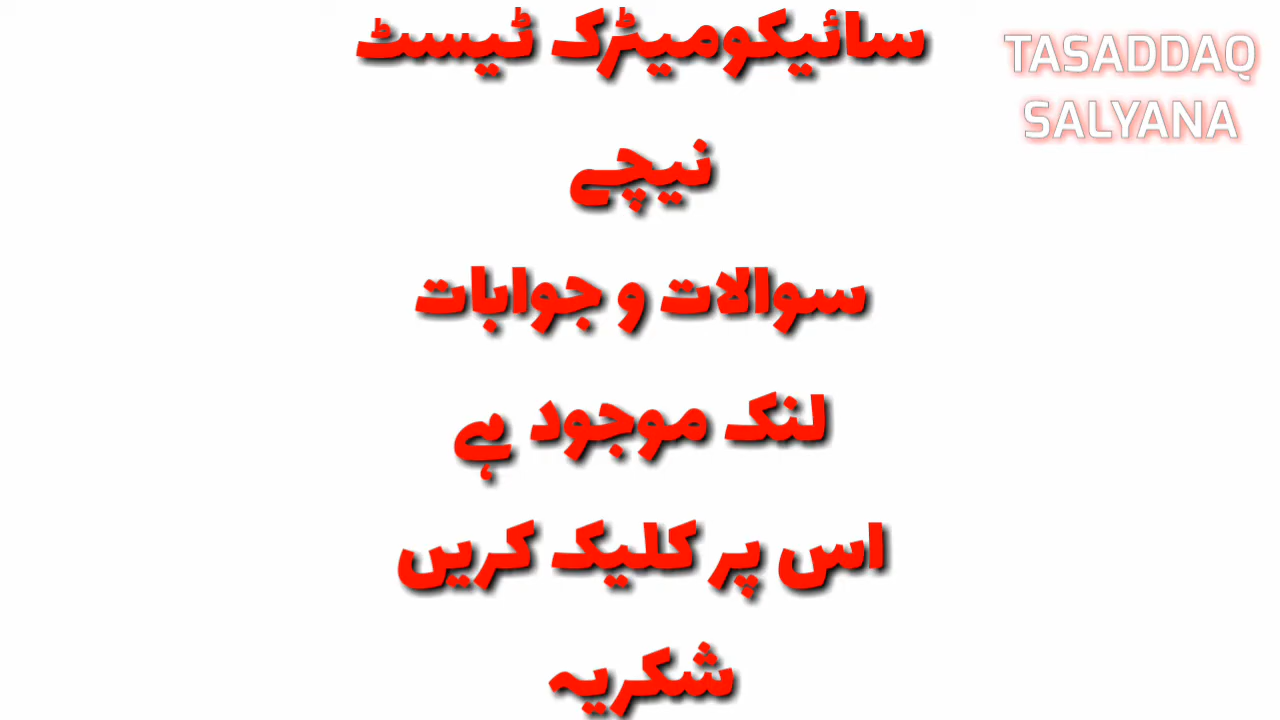 سائیکومیٹرک ٹیسٹ
نیچے
سوالات و جوابات
لنک موجود ہے
اس پر کلیک کریں
شکریہ
TASADDAQ
SALYANA